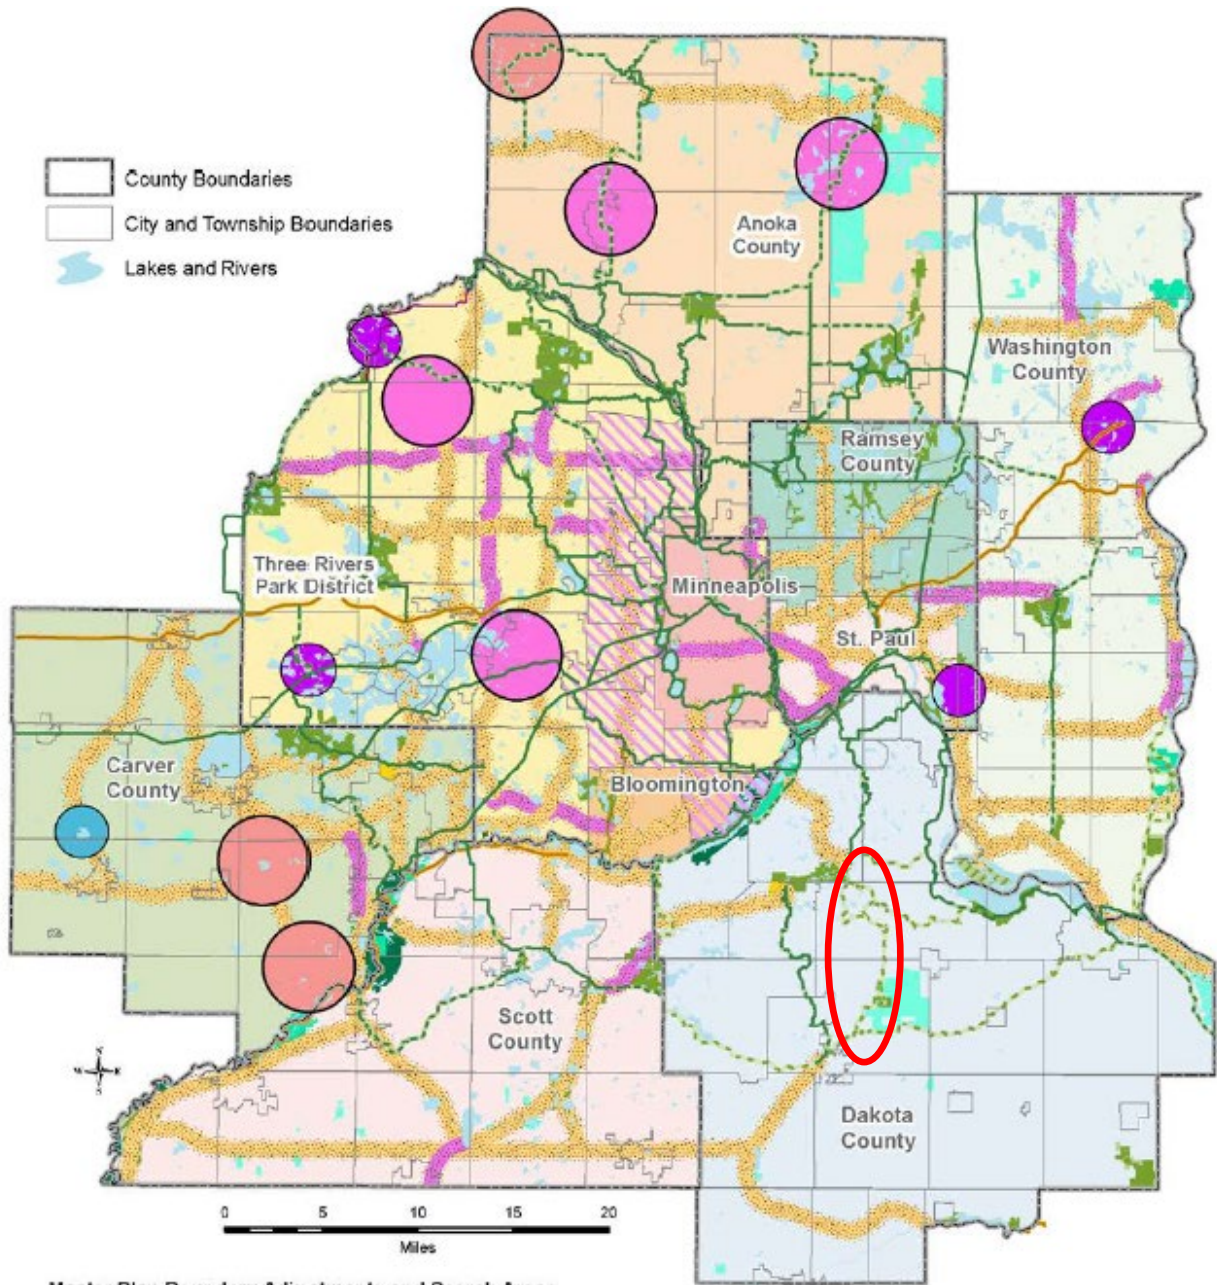 County Boundaries
City and Township Boundaries
Lakes and Rivers
Anoka
County
Washington
County
Ramsey
County
Three Rivers
Park District
Minneapolis
St. Paul
Carver
County
Bloomington
Scott
County
Dakota
County
0 5 10 15 20
Miles